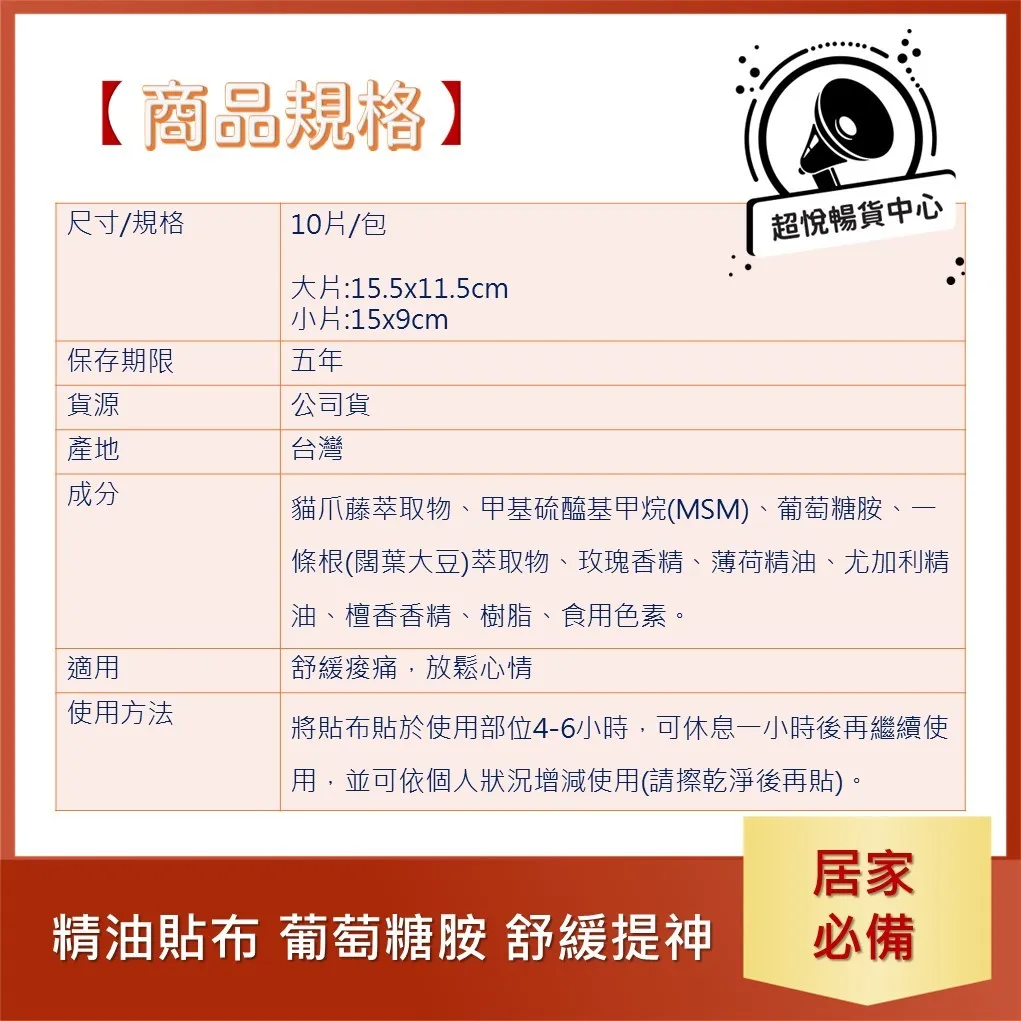 【商品規格】
超悅暢貨中心
尺寸/規格
10片/包
大片:15.5x11.5cm
小片:15x9cm
保存期限
五年
貨源
公司貨
產地
台灣
成分
貓爪藤萃取物、甲基硫醯基甲烷(MSM)、葡萄糖胺、一
條根(闊葉大豆)萃取物、玫瑰香精、薄荷精油、尤加利精
油、檀香香精、樹脂、食用色素。
適用
舒緩痠痛，放鬆心情
使用方法
將貼布貼於使用部位4-6小時，可休息一小時後再繼續使
用，並可依個人狀況增減使用(請擦乾淨後再貼)。
精油貼布 葡萄糖胺 舒緩提神
居家
必備